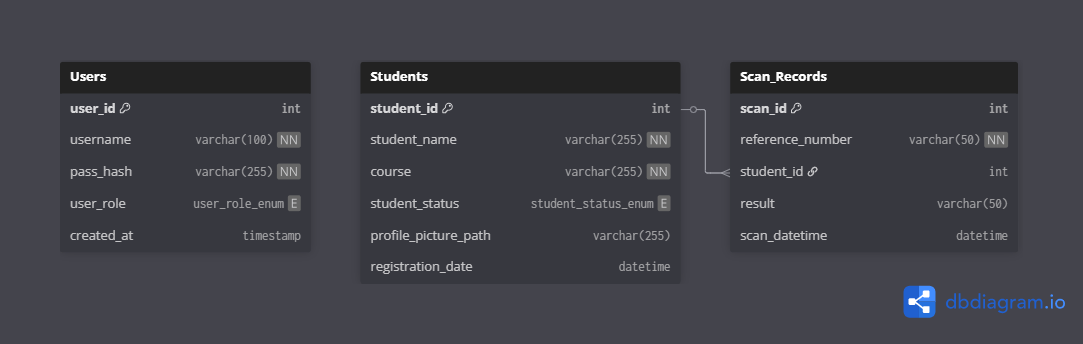 Users
user_id int
username varchar(100) NN
pass_hash varchar(255) NN
user_role user_role_enum E
created_at timestamp
Students
student_id int
student_name varchar(255) NN
course varchar(255) NN
student_status student_status_enum E
profile_picture_path varchar(255)
registration_date datetime
Scan_Records
scan_id int
reference_number varchar(50) NN
student_id int
result varchar(50)
scan_datetime datetime
dbdiagram.io